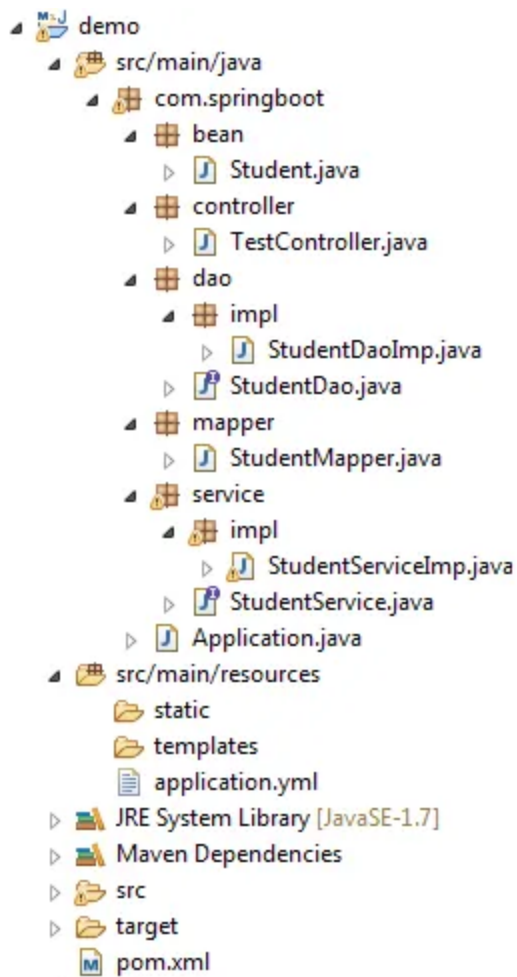 demo
src/main/java
com.springboot
bean
Student.java
controller
TestController.java
dao
impl
StudentDaoImp.java
StudentDao.java
mapper
StudentMapper.java
service
impl
StudentServiceImp.java
StudentService.java
Application.java
src/main/resources
static
templates
application.yml
JRE System Library [JavaSE-1.7]
Maven Dependencies
src
target
pom.xml